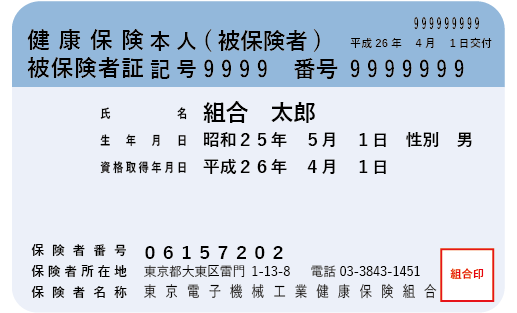 999999999
健康保険本人(被保険者) 平成26年 4月 1日交付
被保険者証記号9999 番号9999999
氏名 組合 太郎
生年月日 昭和25年 5月 1日 性別 男
資格取得年月日 平成26年 4月 1日
保険者番号 06157202
保険者所在地 東京都大東区雷門 1-13-8 電話 03-3843-1451
保険者名称 東京電子機械工業健康保険組合
組合印